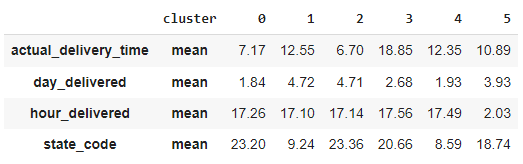 cluster 0 1 2 3 4 5
actual_delivery_time mean 7.17 12.55 6.70 18.85 12.35 10.89
day_delivered mean 1.84 4.72 4.71 2.68 1.93 3.93
hour_delivered mean 17.26 17.10 17.14 17.56 17.49 2.03
state_code mean 23.20 9.24 23.36 20.66 8.59 18.74